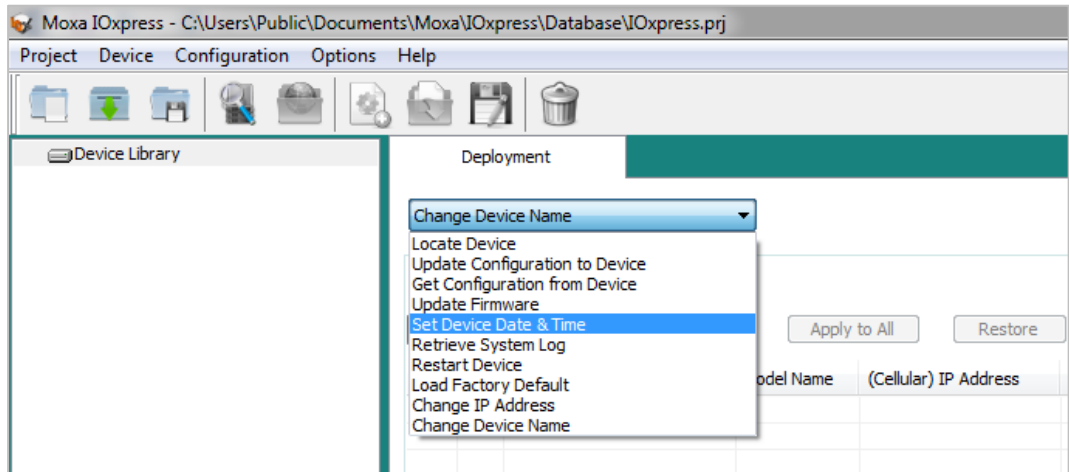 Moxa IOxpress - C:\Users\Public\Documents\Moxa\IOxpress\Database\IOxpress.prj
Project Device Configuration Options Help
Device Library
Deployment
Change Device Name
Locate Device
Update Configuration to Device
Get Configuration from Device
Update Firmware
Set Device Date & Time
Retrieve System Log
Restart Device
Load Factory Default
Change IP Address
Change Device Name
Apply to All Restore
odel Name (Cellular) IP Address